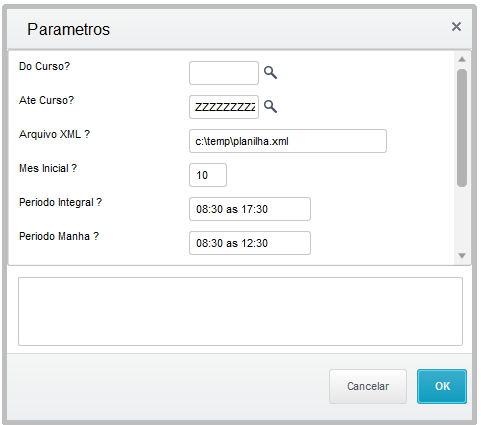 Parametros
Do Curso?
Ate Curso? ZZZZZZZZZ
Arquivo XML ? c:\temp\planilha.xml
Mes Inicial ? 10
Periodo Integral ? 08:30 as 17:30
Periodo Manha ? 08:30 as 12:30
Cancelar OK